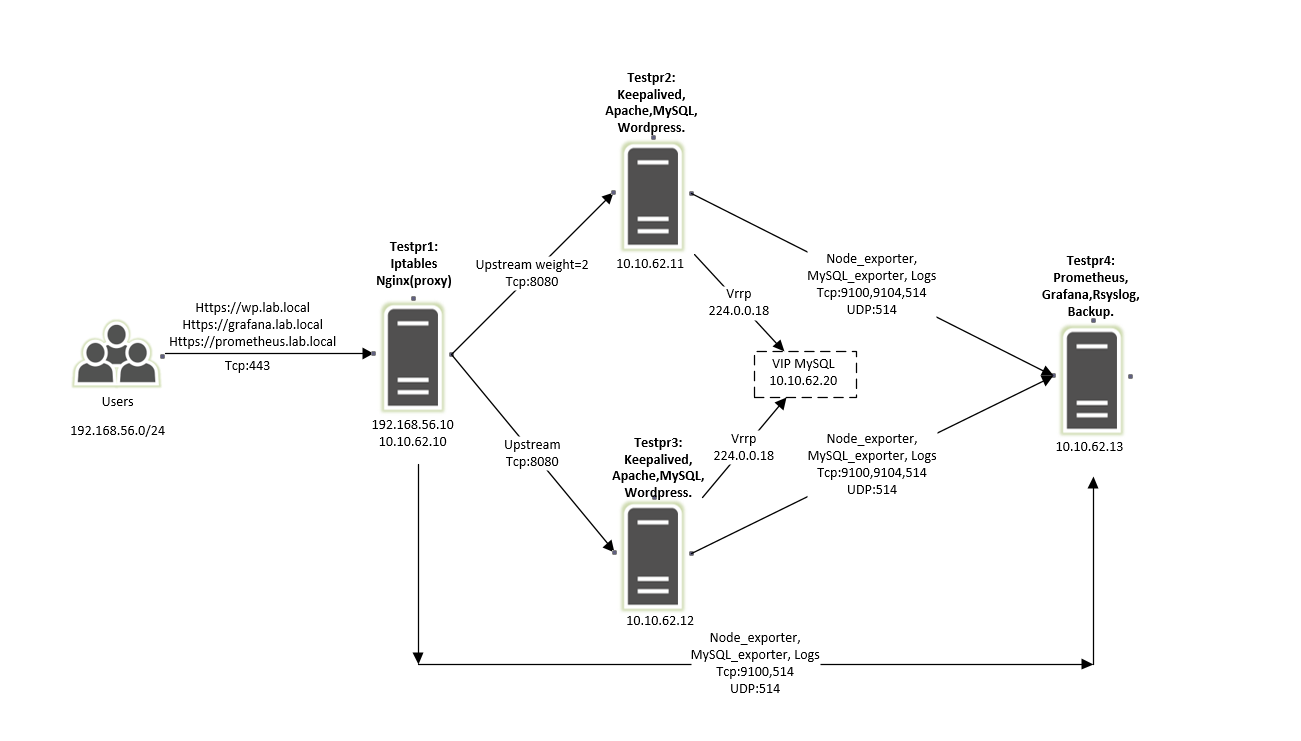 Testpr2:
Keepalived,
Apache,MySQL,
Wordpress.
10.10.62.11
Testpr1:
Iptables
Nginx(proxy)
192.168.56.10
10.10.62.10
Https://wp.lab.local
Https://grafana.lab.local
Https://prometheus.lab.local
Tcp:443
Users
192.168.56.0/24
Upstream weight=2
Tcp:8080
Upstream
Tcp:8080
Vrrp
224.0.0.18
VIP MySQL
10.10.62.20
Vrrp
224.0.0.18
Node_exporter,
MySQL_exporter, Logs
Tcp:9100,9104,514
UDP:514
Testpr4:
Prometheus,
Grafana,Rsyslog,
Backup.
10.10.62.13
Node_exporter,
MySQL_exporter, Logs
Tcp:9100,9104,514
UDP:514
Testpr3:
Keepalived,
Apache,MySQL,
Wordpress.
10.10.62.12
Node_exporter,
MySQL_exporter, Logs
Tcp:9100,514
UDP:514